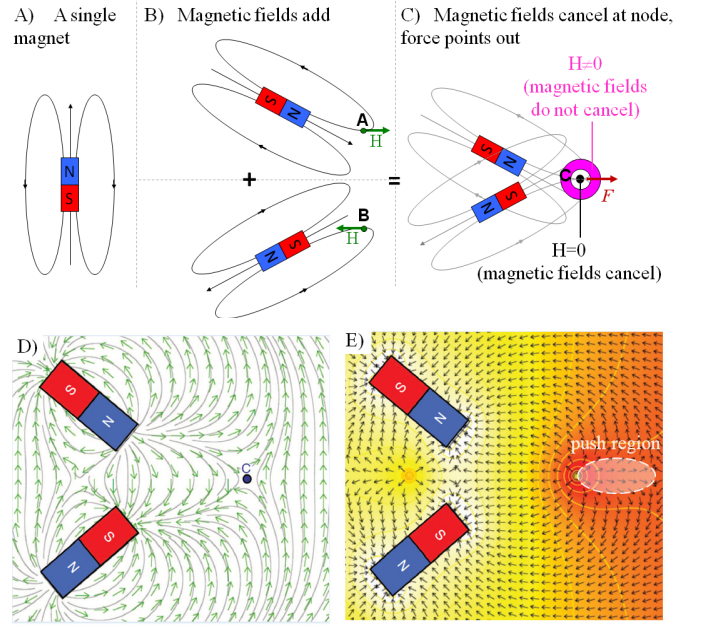 A) A single
magnet
N
S
B) Magnetic fields add
S
N
A
H
+
B
H
N
S
=
C) Magnetic fields cancel at node,
force points out
H≠0
(magnetic fields
do not cancel)
S
N
N
S
C
F
H=0
(magnetic fields cancel)
D)
S
N
C
S
N
E)
S
N
push region
S
N